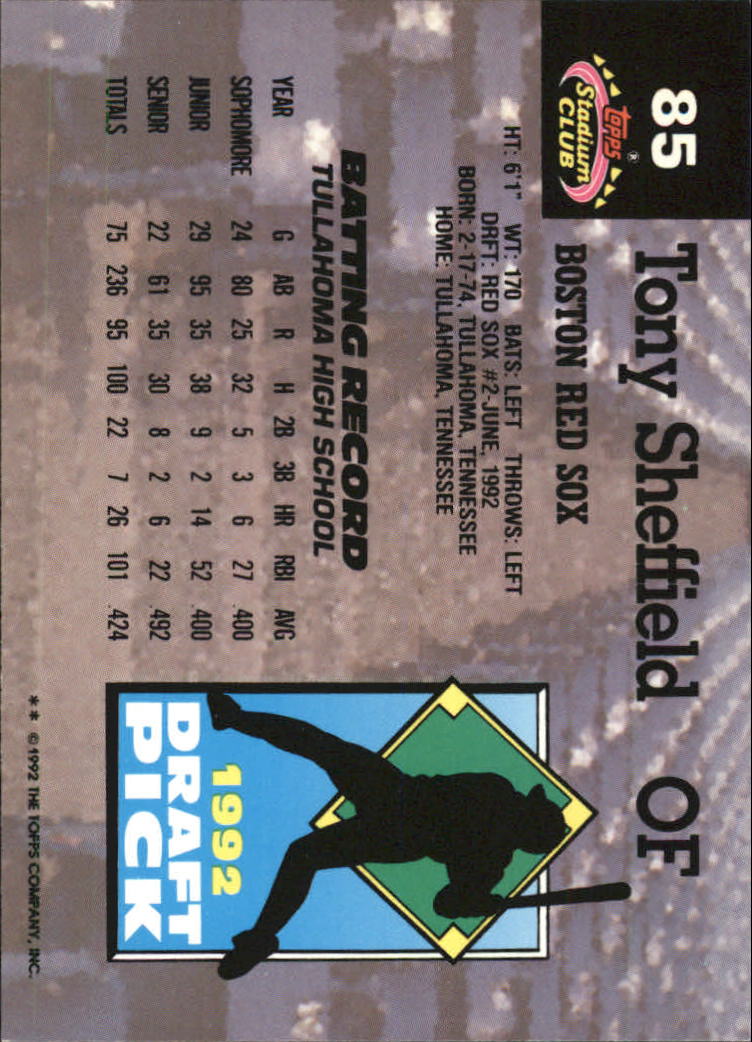 85
Topps®
Stadium
CLUB
Tony Sheffield OF
BOSTON RED SOX
HT: 6'1" WT: 170 BATS: LEFT THROWS: LEFT
DRFT: RED SOX #2-JUNE, 1992
BORN: 2-17-74, TULLAHOMA, TENNESSEE
HOME: TULLAHOMA, TENNESSEE
BATTING RECORD
TULLAHOMA HIGH SCHOOL
YEAR G AB R H 2B 3B HR RBI AVG
SOPHOMORE 24 80 25 32 5 3 6 27 .400
JUNIOR 29 95 35 38 9 2 14 52 .400
SENIOR 22 61 35 30 8 2 6 22 .492
TOTALS 75 236 95 100 22 7 26 101 .424
1992
DRAFT
PICK
** ©1992 THE TOPPS COMPANY, INC.